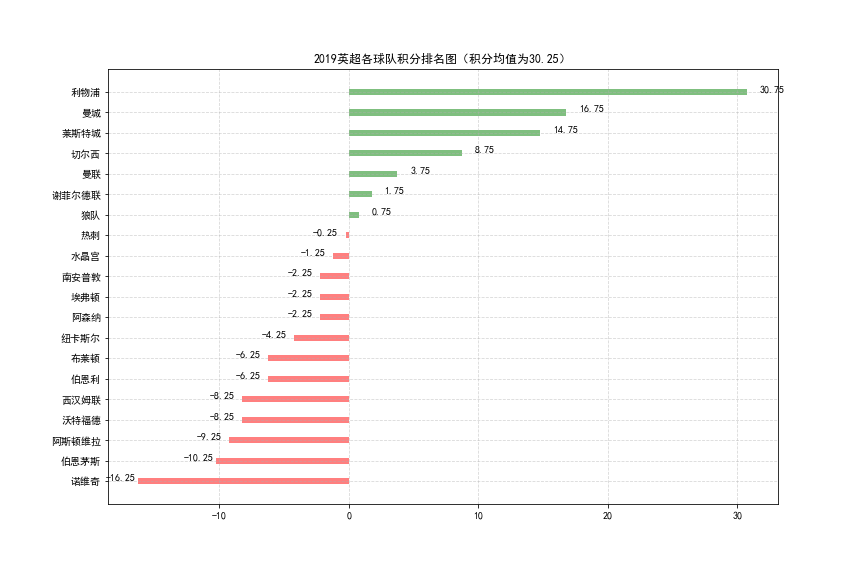 2019英超各球队积分排名图（积分均值为30.25）
利物浦 30.75
曼城 16.75
莱斯特城 14.75
切尔西 8.75
曼联 3.75
谢菲尔德联 1.75
狼队 0.75
热刺 -0.25
水晶宫 -1.25
南安普敦 -2.25
埃弗顿 -2.25
阿森纳 -2.25
纽卡斯尔 -4.25
布莱顿 -6.25
伯恩利 -6.25
西汉姆联 -8.25
沃特福德 -8.25
阿斯顿维拉 -9.25
伯恩茅斯 -10.25
诺维奇 -16.25
-10 0 10 20 30